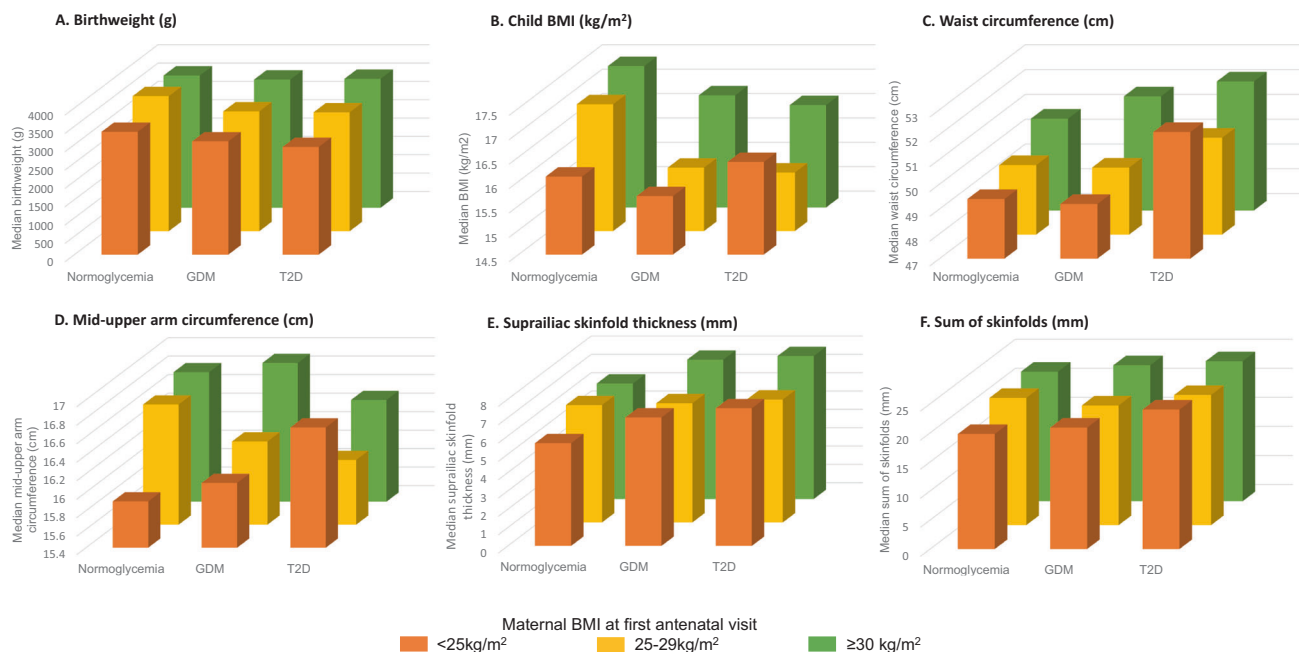 A. Birthweight (g)
Median birthweight (g)
4000
3500
3000
2500
2000
1500
1000
500
0
Normoglycemia GDM T2D
B. Child BMI (kg/m²)
Median BMI (kg/m2)
17.5
17
16.5
16
15.5
15
14.5
Normoglycemia GDM T2D
C. Waist circumference (cm)
Median waist circumference (cm)
53
52
51
50
49
48
47
Normoglycemia GDM T2D
D. Mid-upper arm circumference (cm)
Median mid-upper arm
circumference (cm)
17
16.8
16.6
16.4
16.2
16
15.8
15.6
15.4
Normoglycemia GDM T2D
E. Suprailiac skinfold thickness (mm)
Median suprailiac skinfold
thickness (mm)
8
7
6
5
4
3
2
1
0
Normoglycemia GDM T2D
F. Sum of skinfolds (mm)
Median sum of skinfolds (mm)
25
20
15
10
5
0
Normoglycemia GDM T2D
Maternal BMI at first antenatal visit
<25kg/m² 25-29kg/m² ≥30 kg/m²